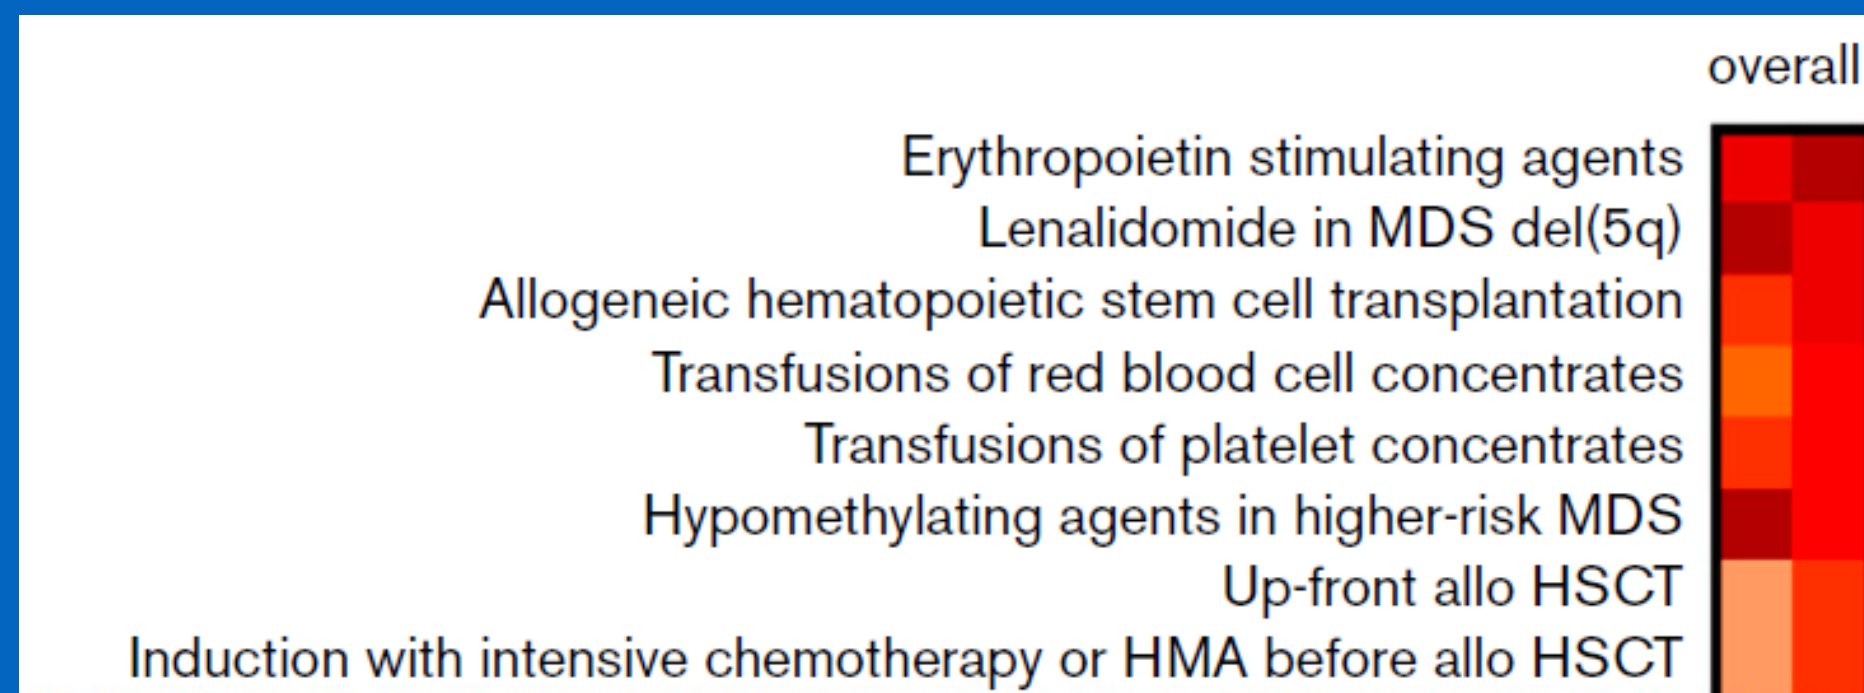 overall
Erythropoietin stimulating agents
Lenalidomide in MDS del(5q)
Allogeneic hematopoietic stem cell transplantation
Transfusions of red blood cell concentrates
Transfusions of platelet concentrates
Hypomethylating agents in higher-risk MDS
Up-front allo HSCT
Induction with intensive chemotherapy or HMA before allo HSCT